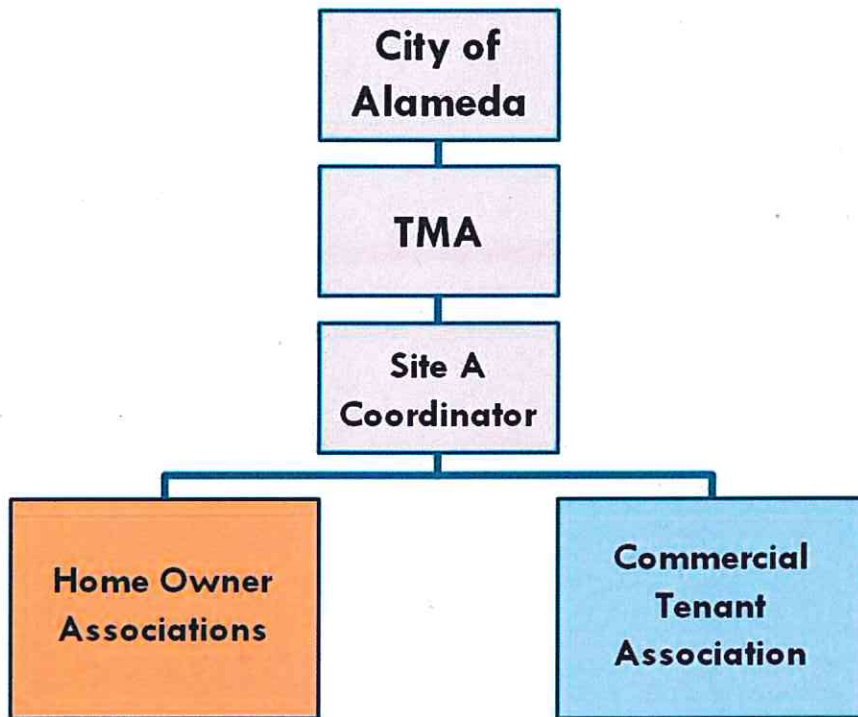 City of
Alameda
TMA
Site A
Coordinator
Home Owner
Associations
Commercial
Tenant
Association